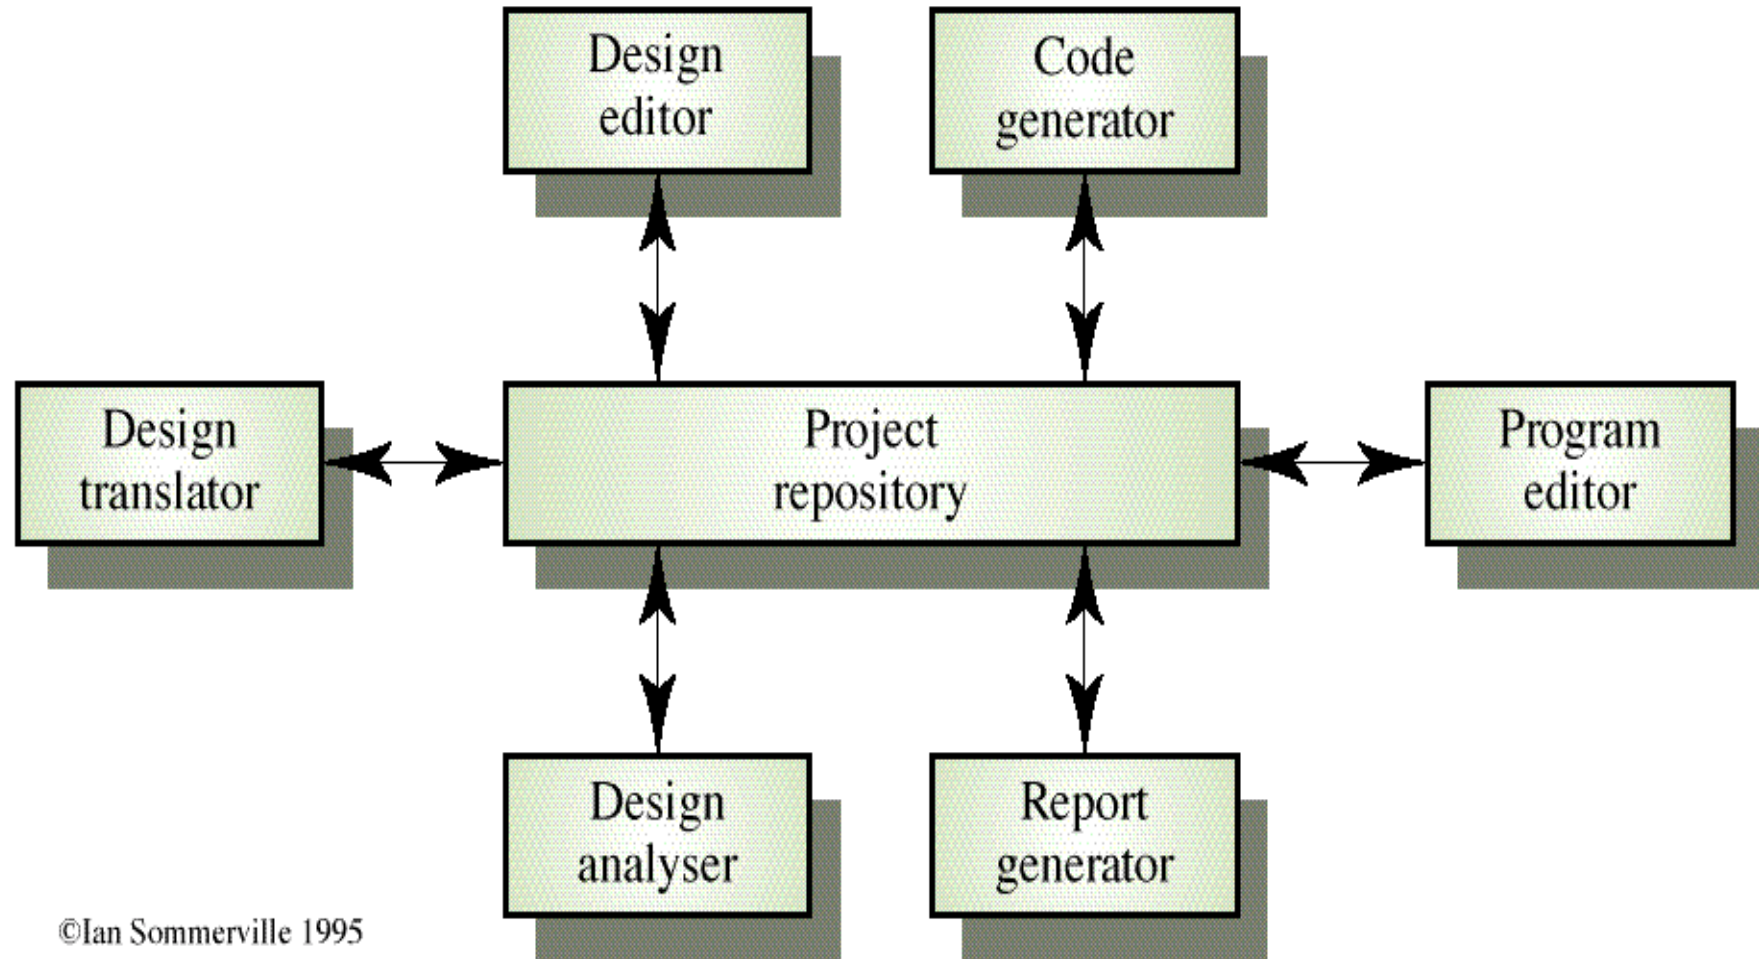 Design
editor
Code
generator
Design
translator
Project
repository
Program
editor
Design
analyser
Report
generator
©Ian Sommerville 1995